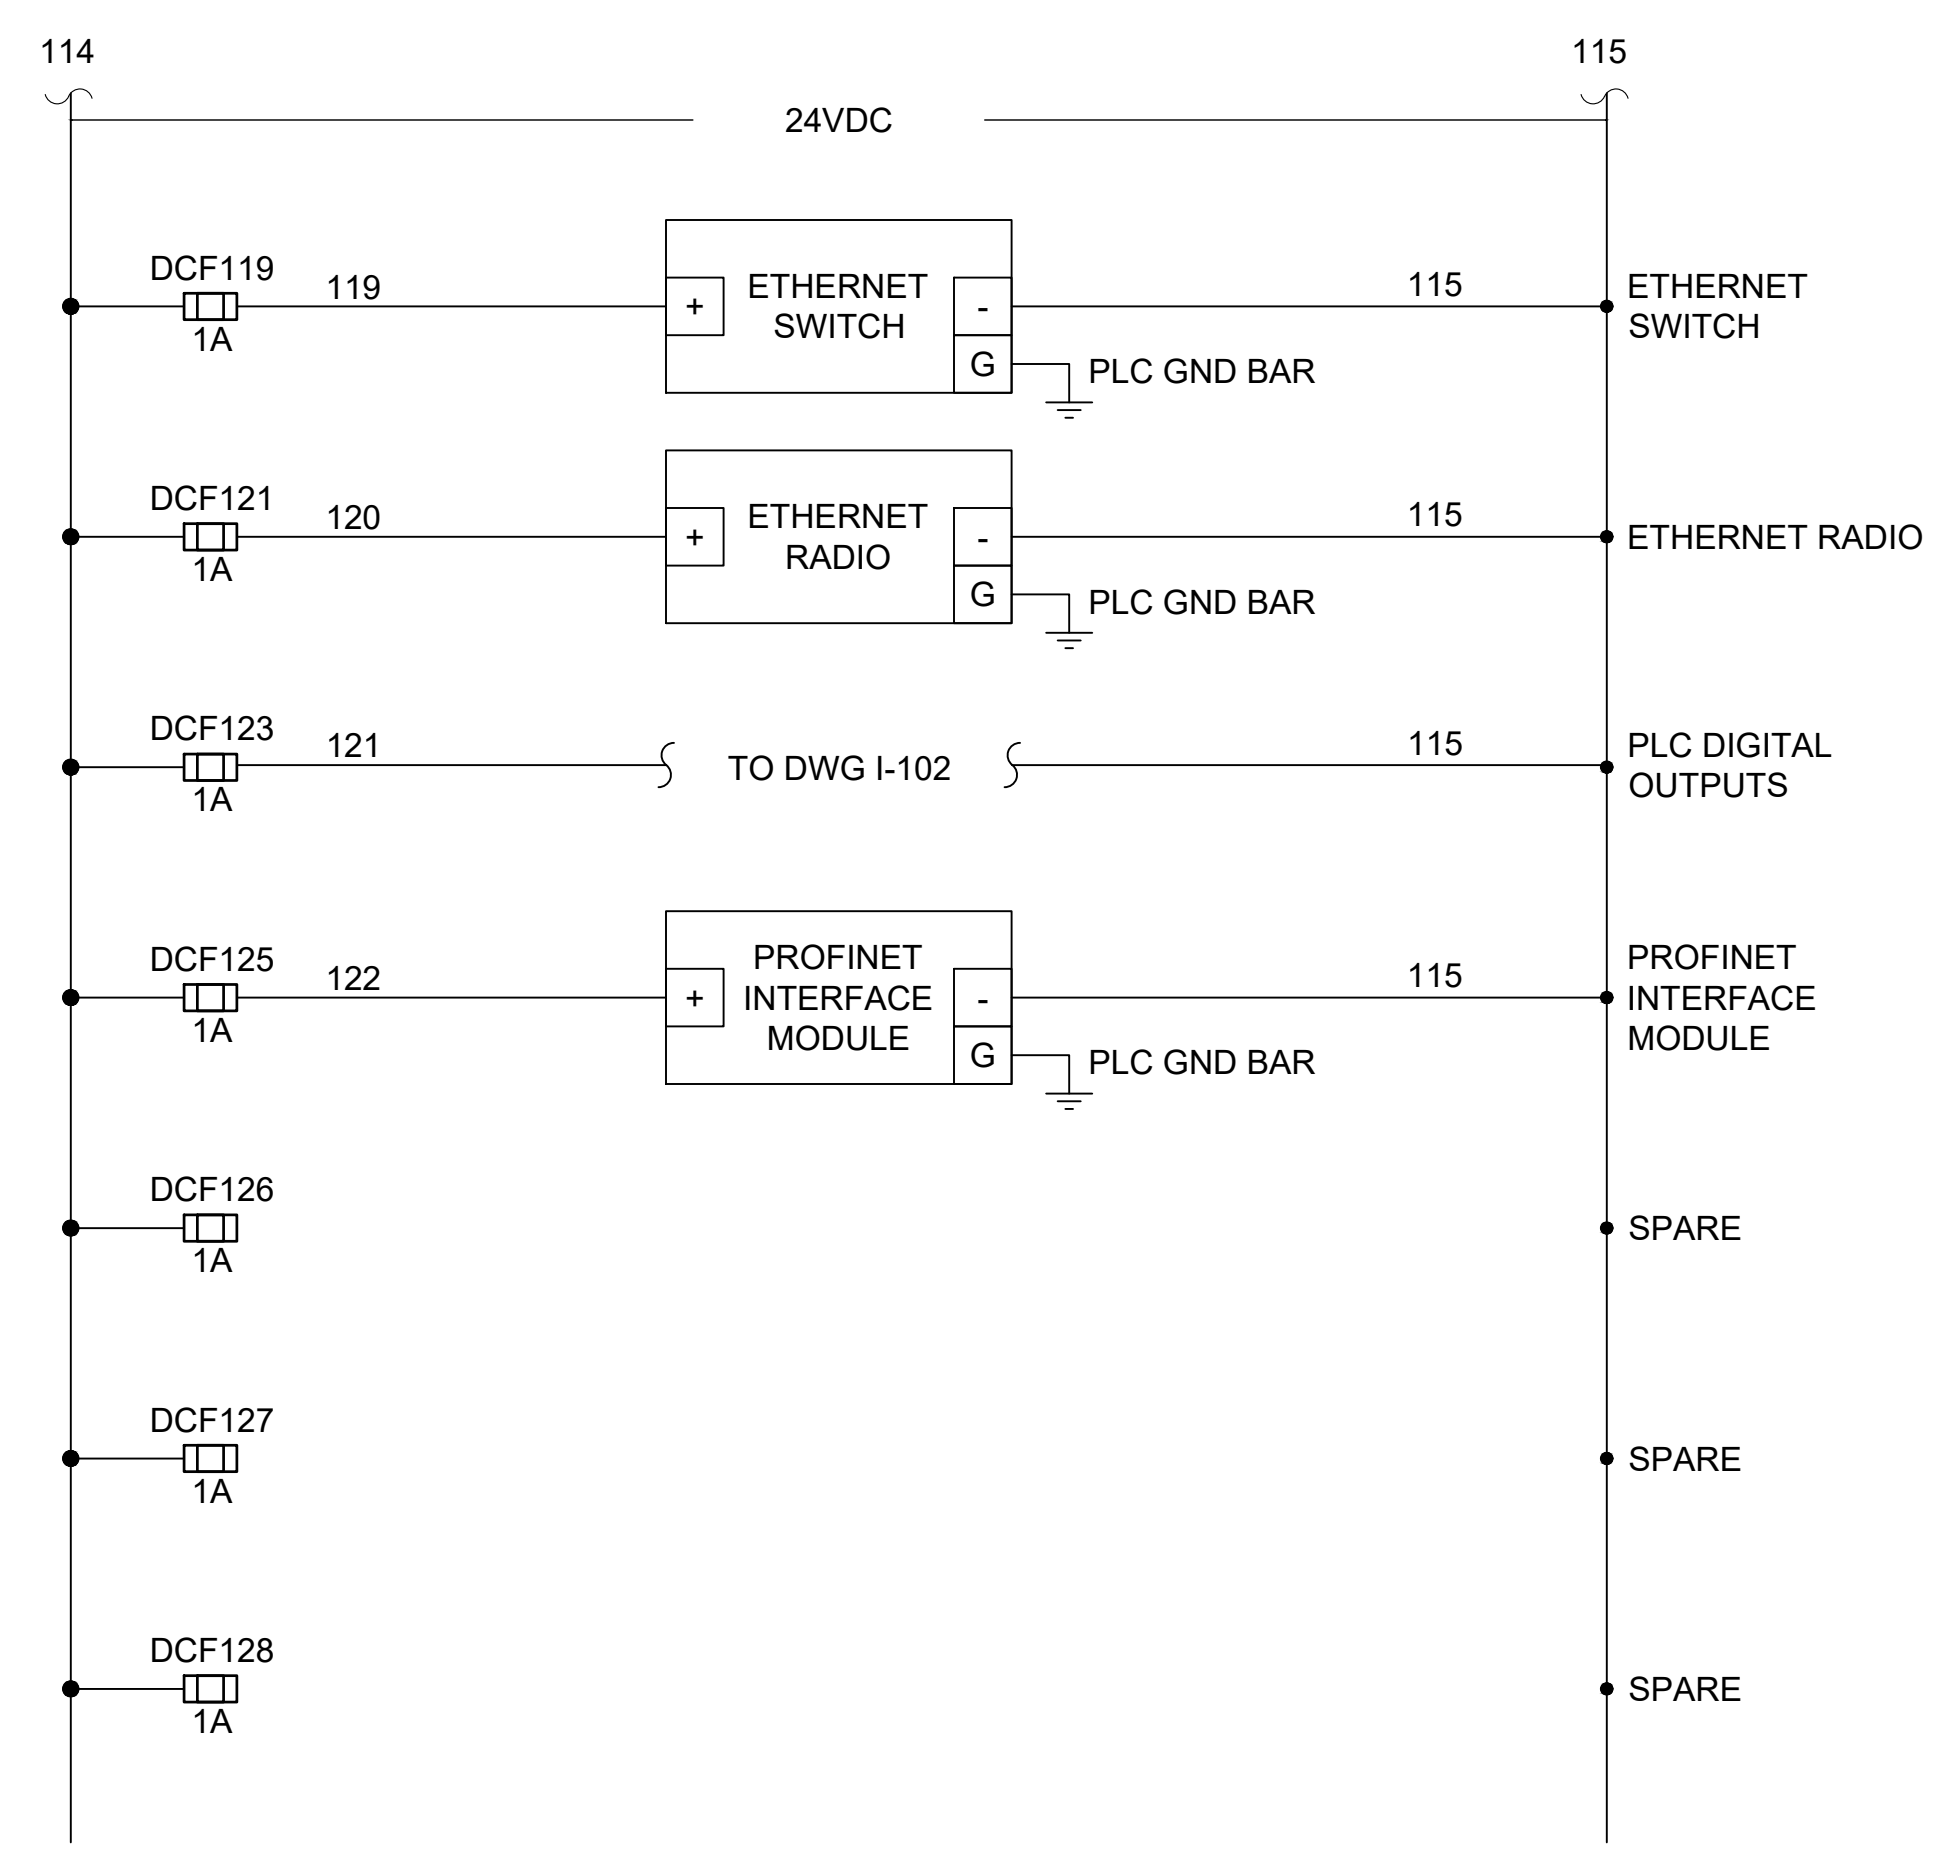 114
115
24VDC
DCF119
119
1A
+
ETHERNET
SWITCH
-
G
115
PLC GND BAR
ETHERNET
SWITCH
DCF121
120
1A
+
ETHERNET
RADIO
-
G
115
PLC GND BAR
ETHERNET RADIO
DCF123
121
1A
TO DWG I-102
115
PLC DIGITAL
OUTPUTS
DCF125
122
1A
+
PROFINET
INTERFACE
MODULE
-
G
115
PLC GND BAR
PROFINET
INTERFACE
MODULE
DCF126
1A
SPARE
DCF127
1A
SPARE
DCF128
1A
SPARE